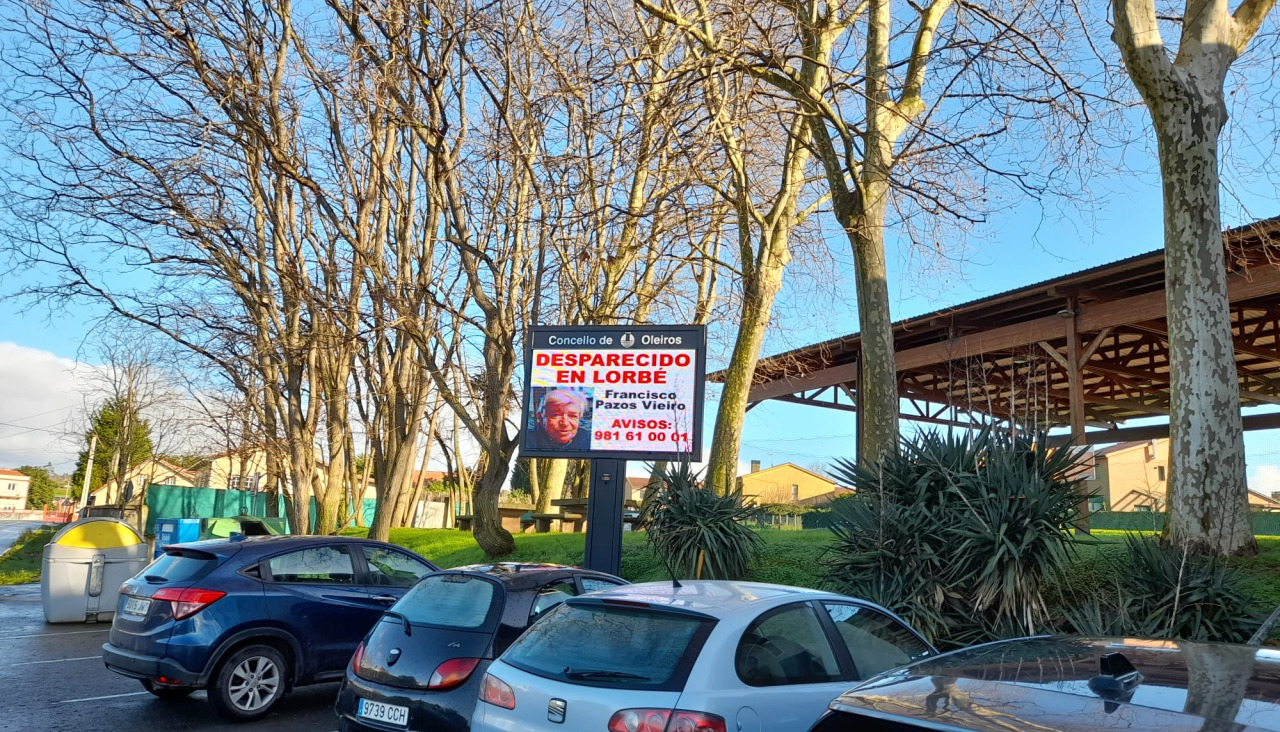 Concello de Oleiros
DESPARECIDO
EN LORBÉ
Francisco
Pazos Vieiro
AVISOS:
981 61 00 01
9739 CCH